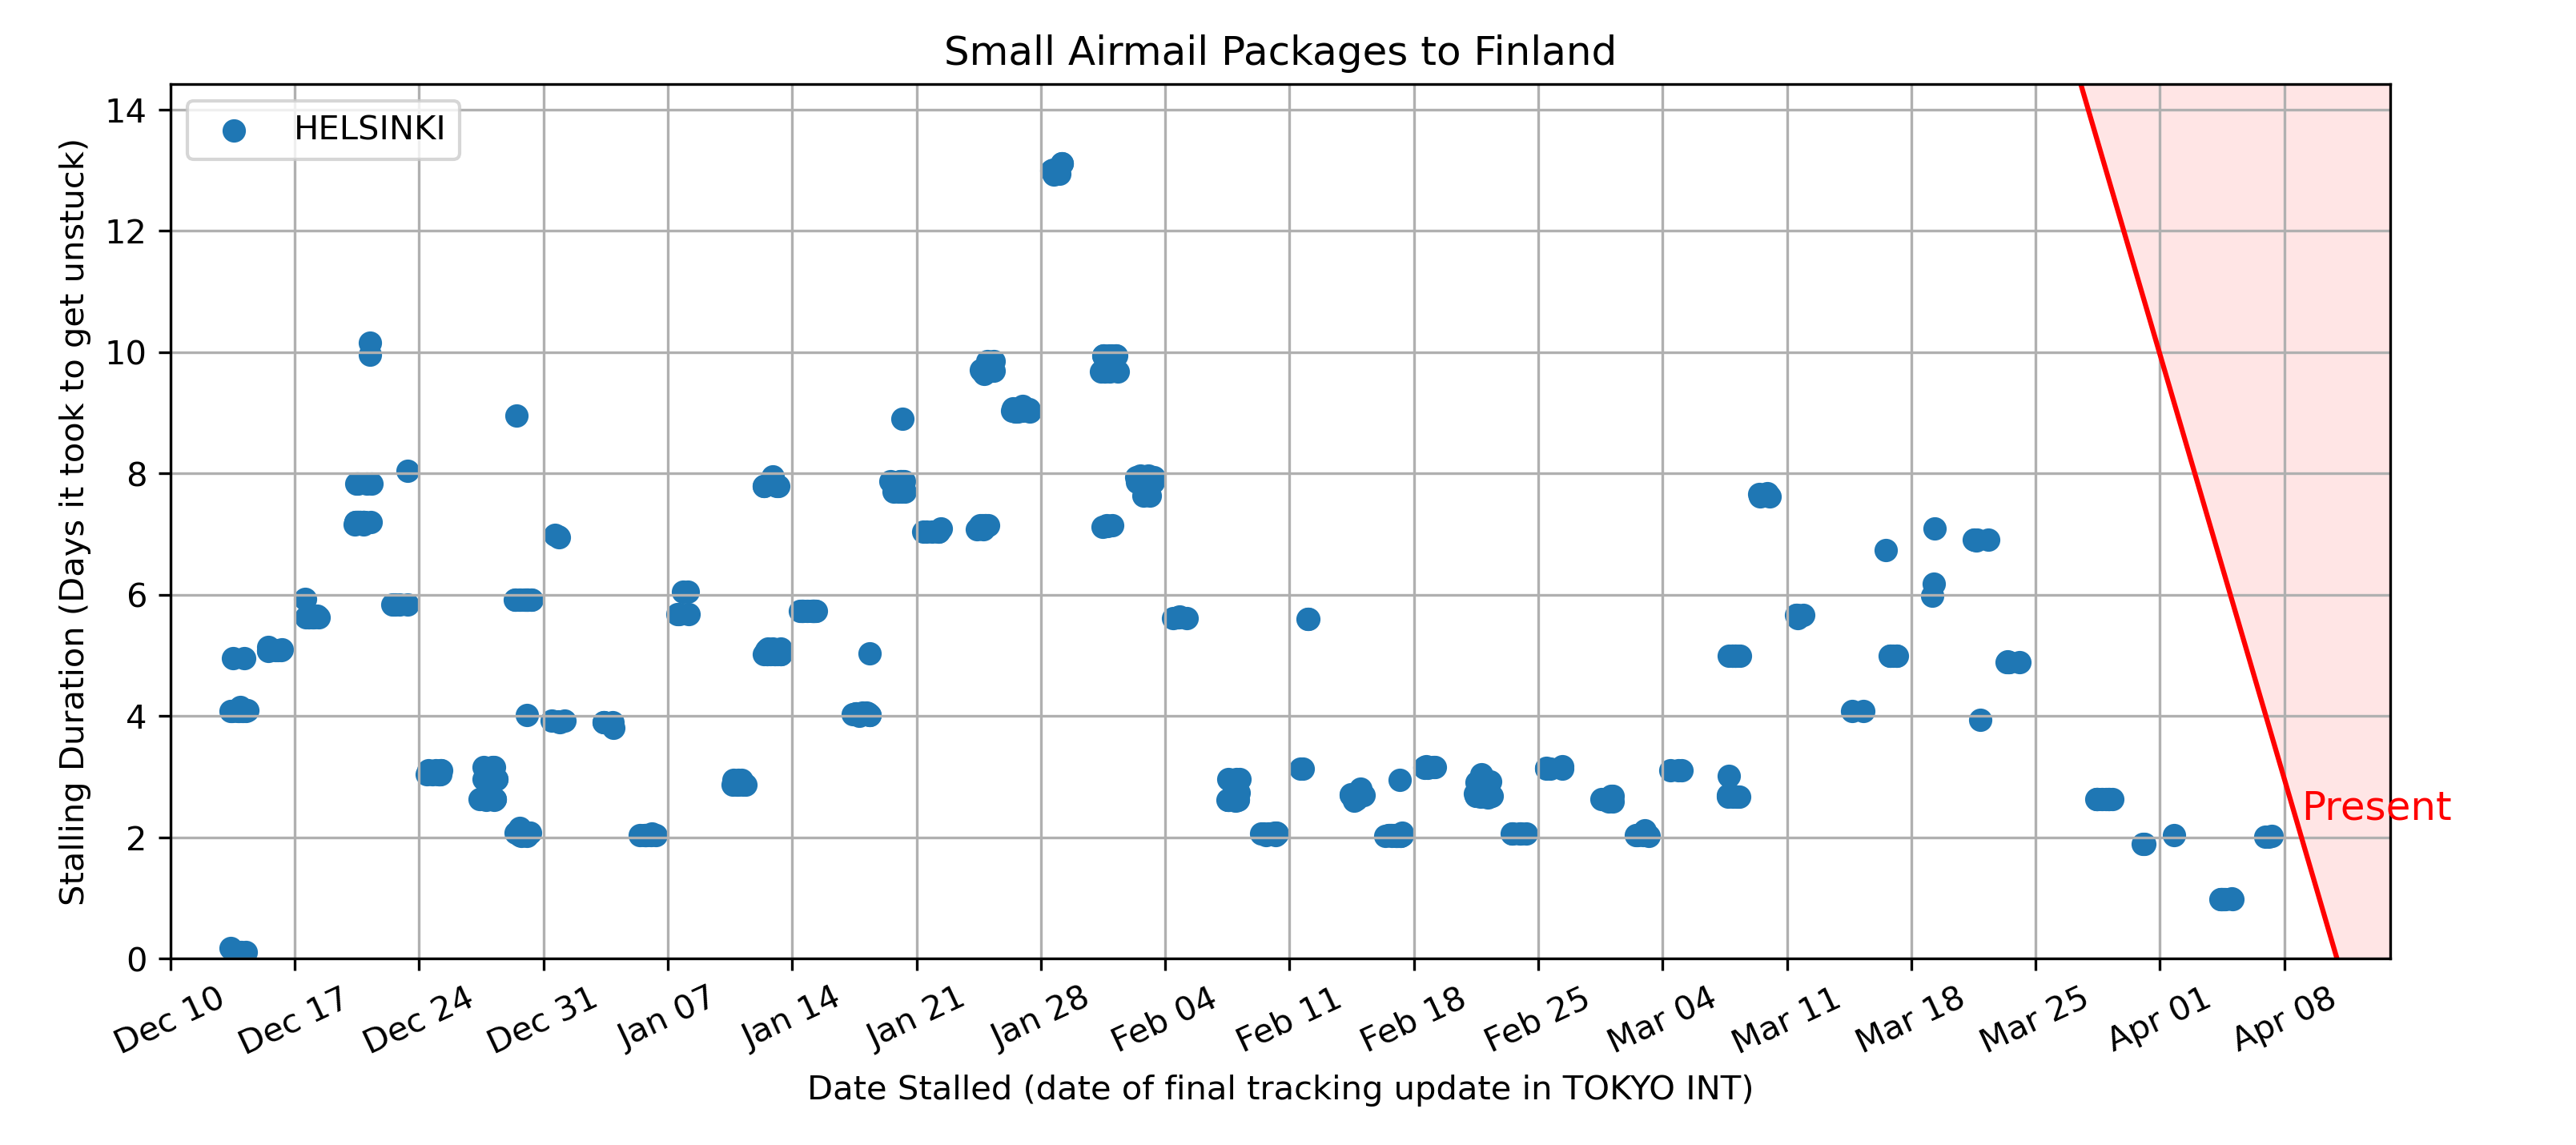 Small Airmail Packages to Finland
HELSINKI
Stalling Duration (Days it took to get unstuck)
14
12
10
8
6
4
2
0
Present
Dec 10
Dec 17
Dec 24
Dec 31
Jan 07
Jan 14
Jan 21
Jan 28
Feb 04
Feb 11
Feb 18
Feb 25
Mar 04
Mar 11
Mar 18
Mar 25
Apr 01
Apr 08
Date Stalled (date of final tracking update in TOKYO INT)